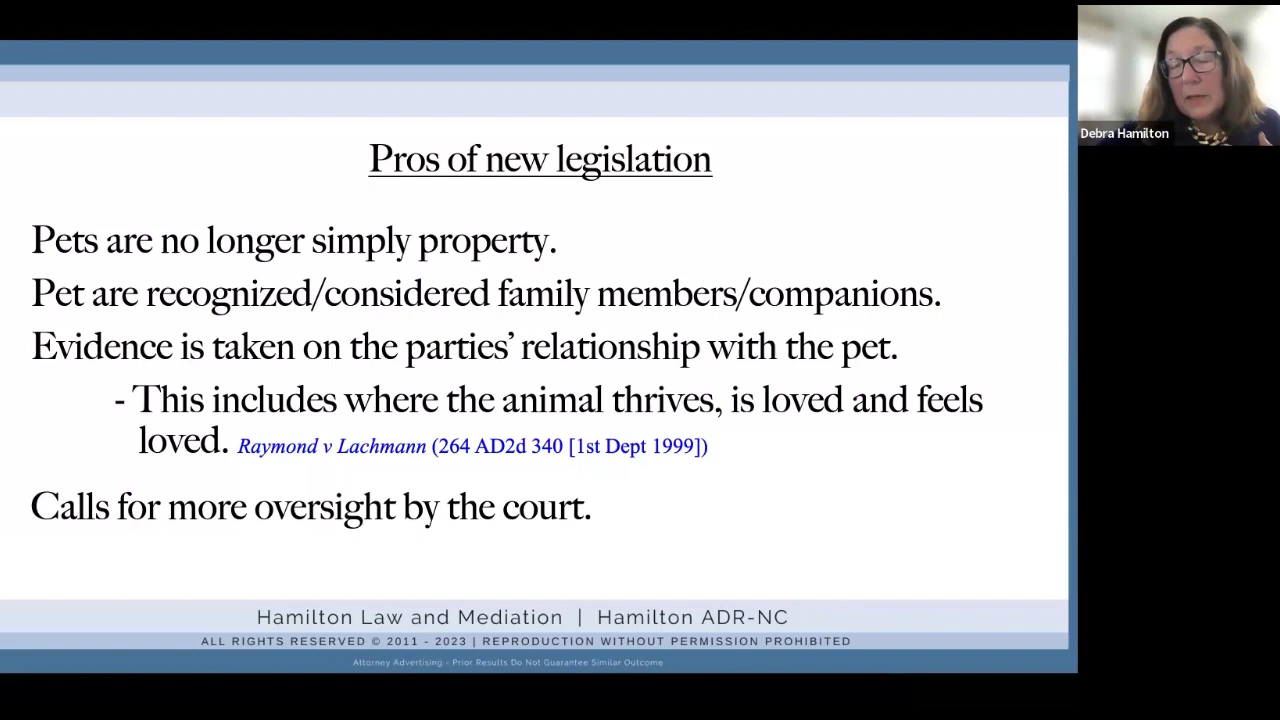 Debra Hamilton
Pros of new legislation
Pets are no longer simply property.
Pet are recognized/considered family members/companions.
Evidence is taken on the parties’ relationship with the pet.
- This includes where the animal thrives, is loved and feels
loved. Raymond v Lachmann (264 AD2d 340 [1st Dept 1999])
Calls for more oversight by the court.
Hamilton Law and Mediation | Hamilton ADR-NC
ALL RIGHTS RESERVED © 2011 - 2023 | REPRODUCTION WITHOUT PERMISSION PROHIBITED
Attorney Advertising - Prior Results Do Not Guarantee Similar Outcome